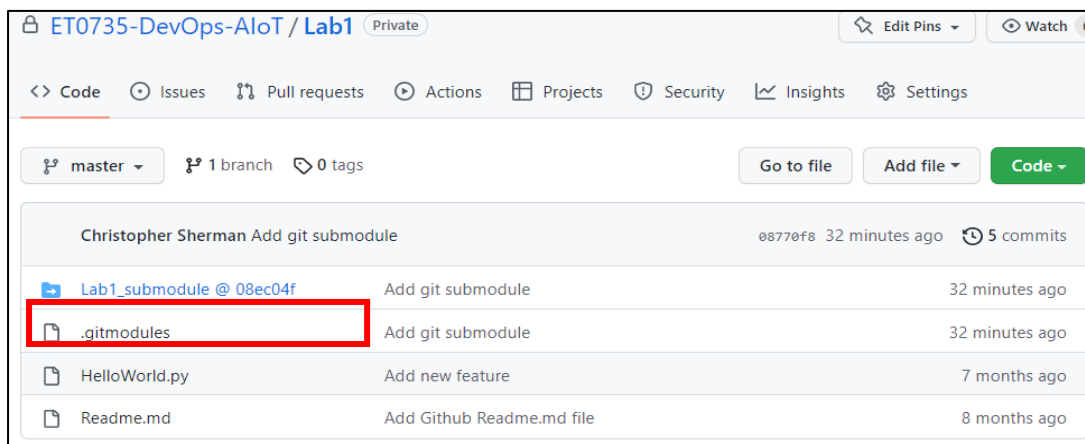 ET0735-DevOps-AIoT / Lab1 Private Edit Pins Watch
Code Issues Pull requests Actions Projects Security Insights Settings
master 1 branch 0 tags Go to file Add file Code
Christopher Sherman Add git submodule 08770f8 32 minutes ago 5 commits
Lab1_submodule @ 08ec04f Add git submodule 32 minutes ago
.gitmodules Add git submodule 32 minutes ago
HelloWorld.py Add new feature 7 months ago
Readme.md Add Github Readme.md file 8 months ago